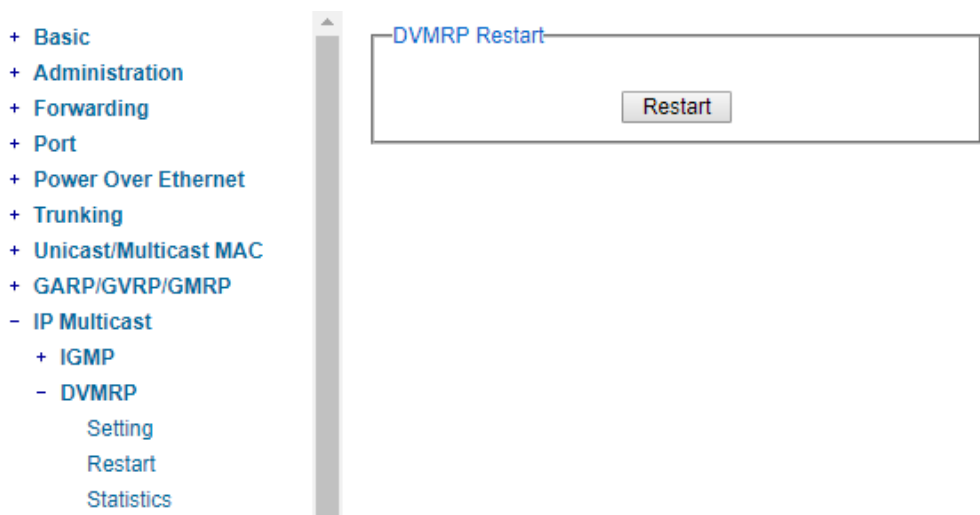 + Basic
+ Administration
+ Forwarding
+ Port
+ Power Over Ethernet
+ Trunking
+ Unicast/Multicast MAC
+ GARP/GVRP/GMRP
- IP Multicast
+ IGMP
- DVMRP
Setting
Restart
Statistics
DVMRP Restart
Restart